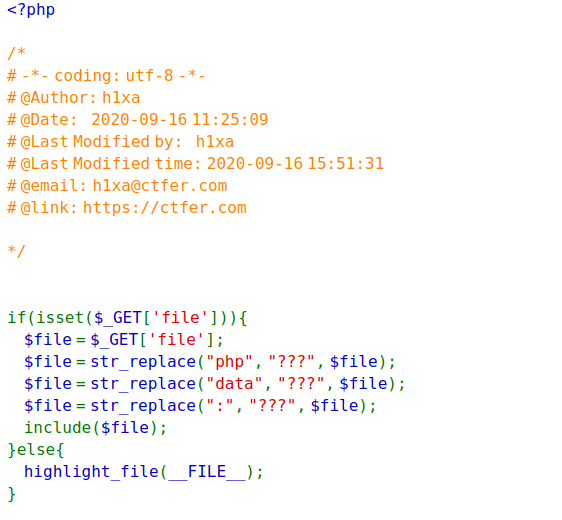 <?php
/*
# -*- coding: utf-8 -*-
# @Author: h1xa
# @Date:   2020-09-16 11:25:09
# @Last Modified by:   h1xa
# @Last Modified time: 2020-09-16 15:51:31
# @email: h1xa@ctfer.com
# @link: https://ctfer.com
*/
if(isset($_GET['file'])){
    $file = $_GET['file'];
    $file = str_replace("php", "???", $file);
    $file = str_replace("data", "???", $file);
    $file = str_replace(":", "???", $file);
    include($file);
}else{
    highlight_file(__FILE__);
}